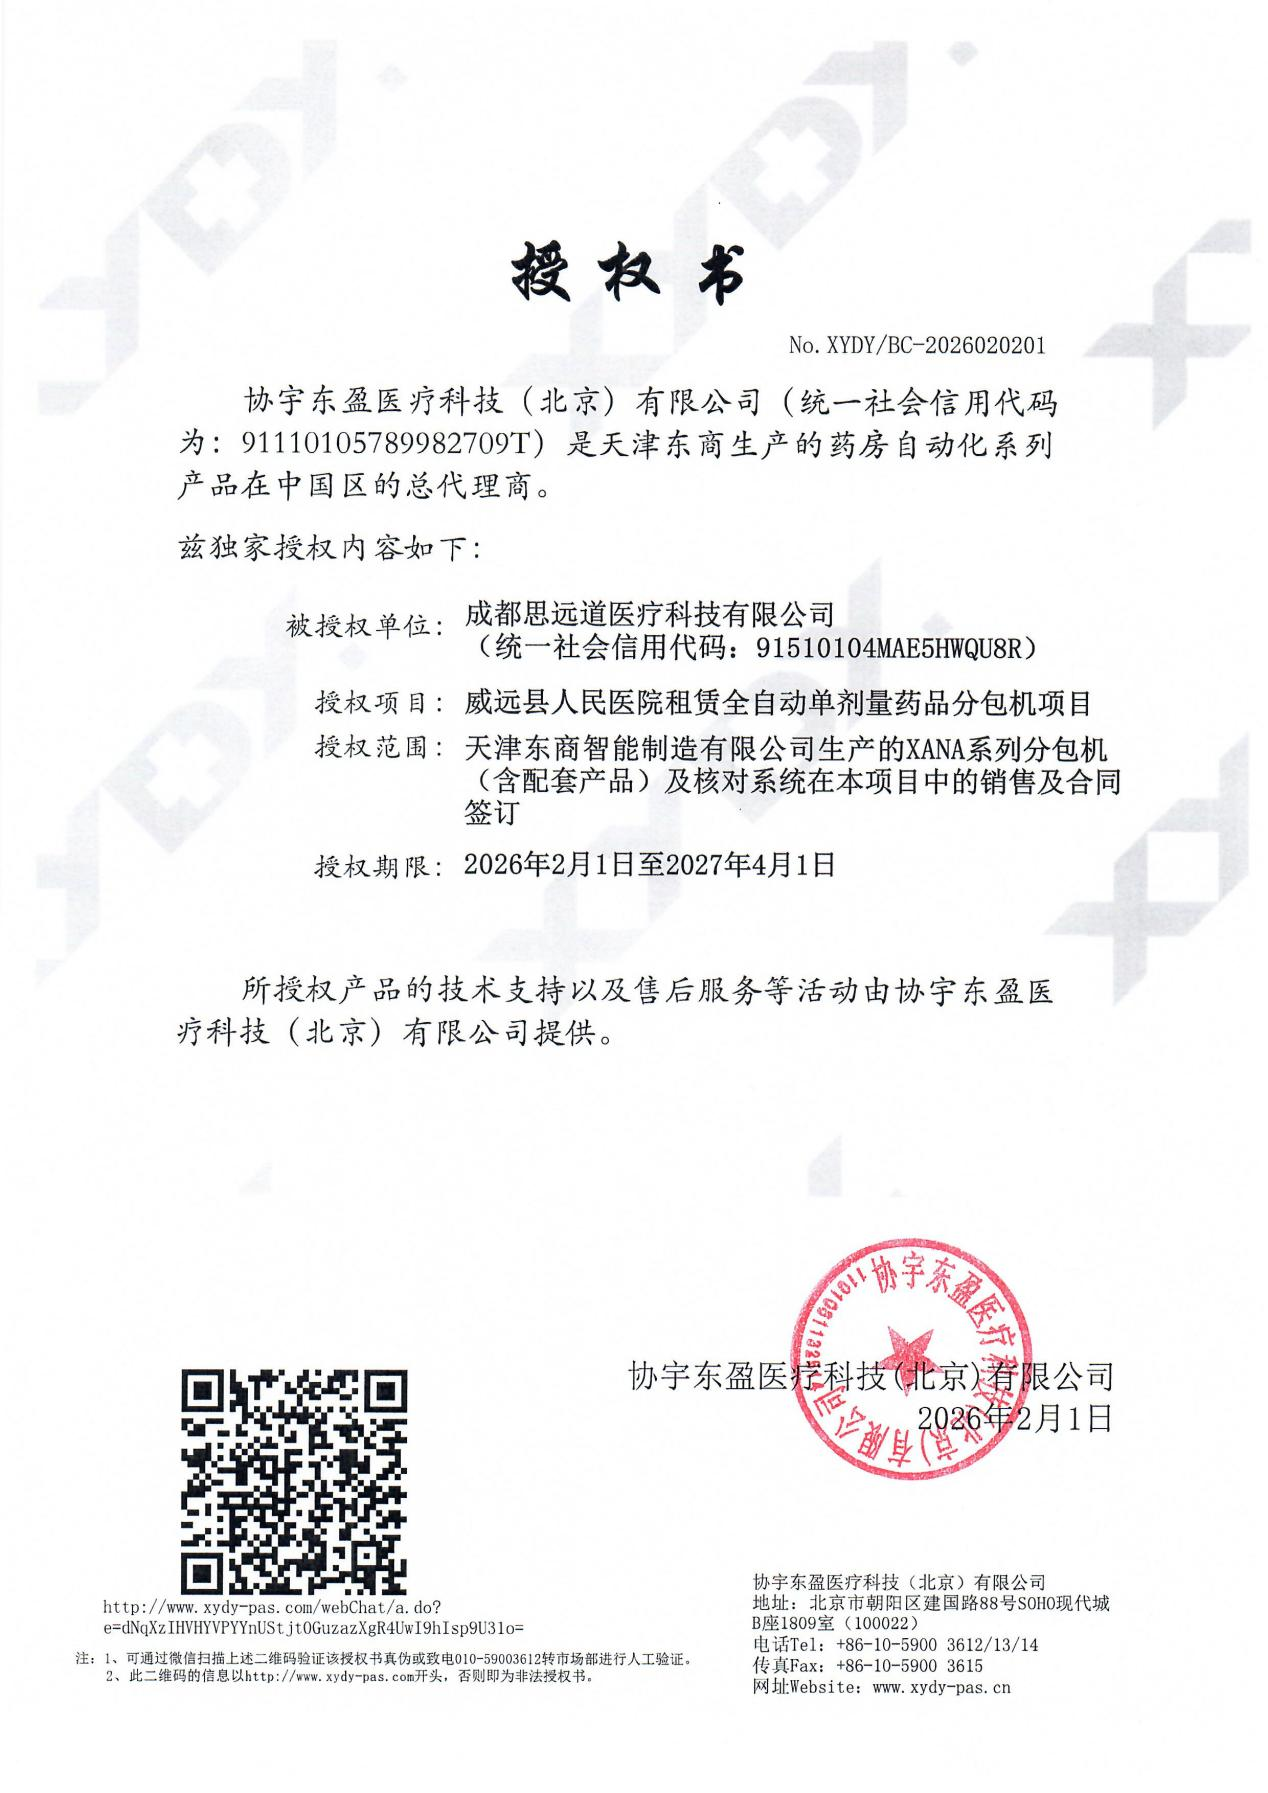 授权书
No.XYDY/BC-2026020201
协宇东盈医疗科技（北京）有限公司（统一社会信用代码
为：91110105789982709T）是天津东商生产的药房自动化系列
产品在中国区的总代理商。
兹独家授权内容如下：
被授权单位：成都思远道医疗科技有限公司
（统一社会信用代码：91510104MAE5HWQU8R）
授权项目：威远县人民医院租赁全自动单剂量药品分包机项目
授权范围：天津东商智能制造有限公司生产的XANA系列分包机
（含配套产品）及核对系统在本项目中的销售及合同
签订
授权期限：2026年2月1日至2027年4月1日
所授权产品的技术支持以及售后服务等活动由协宇东盈医
疗科技（北京）有限公司提供。
协宇东盈医疗科技(北京)有限公司
协宇东盈医疗科技(北京)有限公司
2026年2月1日
http://www.xydy-pas.com/webChat/a.do?
e=dNqXzIHVHYVPYYnUStjtOGuzazXgR4UwI9hIsp9U31o=
注：1、可通过微信扫描上述二维码验证该授权书真伪或致电010-59003612转市场部进行人工验证。
2、此二维码的信息以http://www.xydy-pas.com开头，否则即为非法授权书。
协宇东盈医疗科技（北京）有限公司
地址：北京市朝阳区建国路88号SOHO现代城
B座1809室（100022）
电话Tel：+86-10-5900 3612/13/14
传真Fax：+86-10-5900 3615
网址Website：www.xydy-pas.cn